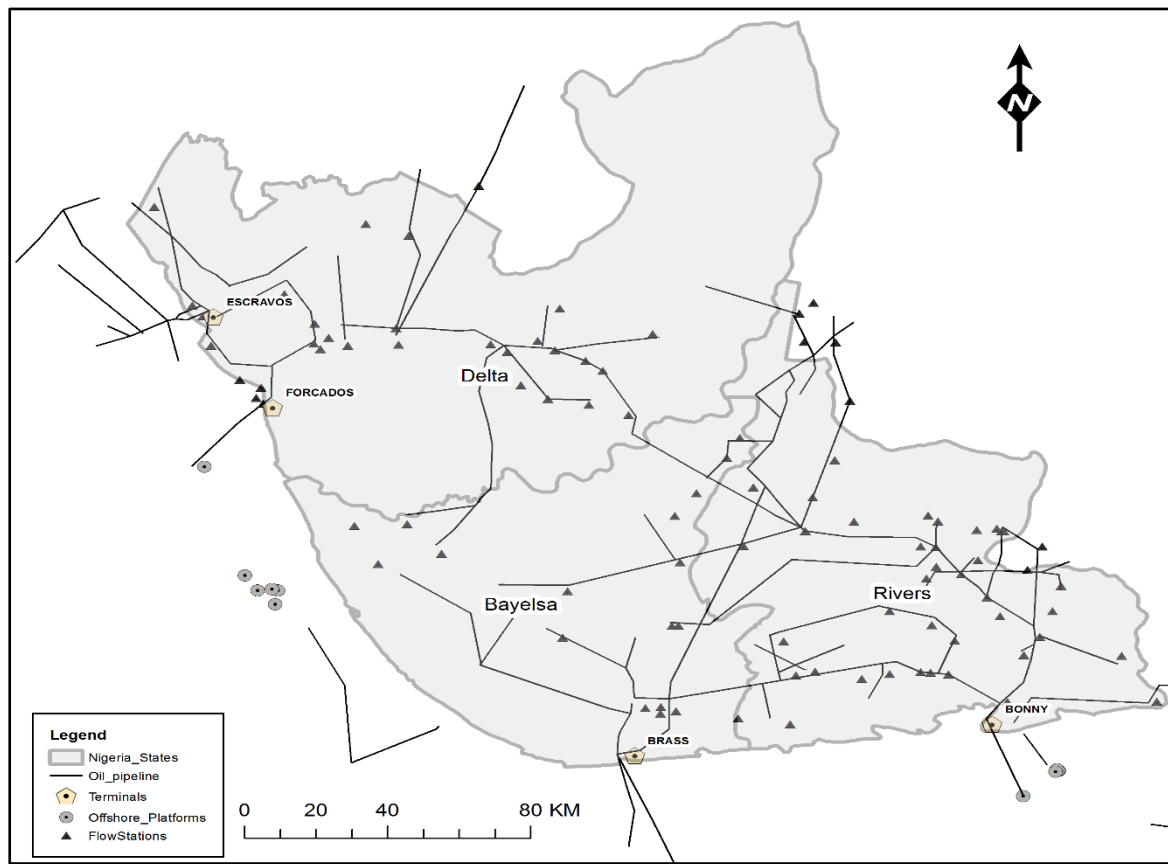 N
ESCRAVOS
FORCADOS
Delta
Bayelsa
Rivers
BRASS
BONNY
Legend
Nigeria_States
Oil_pipeline
Terminals
Offshore_Platforms
FlowStations
0 20 40 80 KM